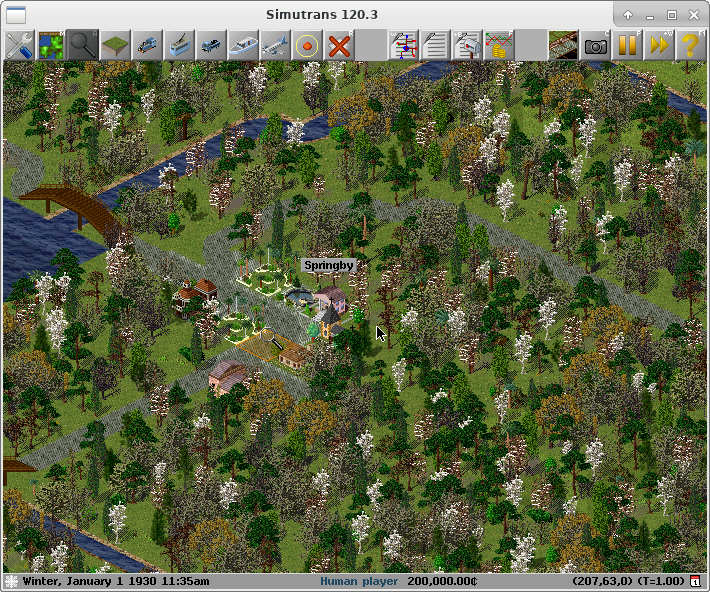 Simutrans 120.3
Springby
Winter, January 1 1930 11:35am Human player 200,000.00¢ (207,63,0) (T=1.00)